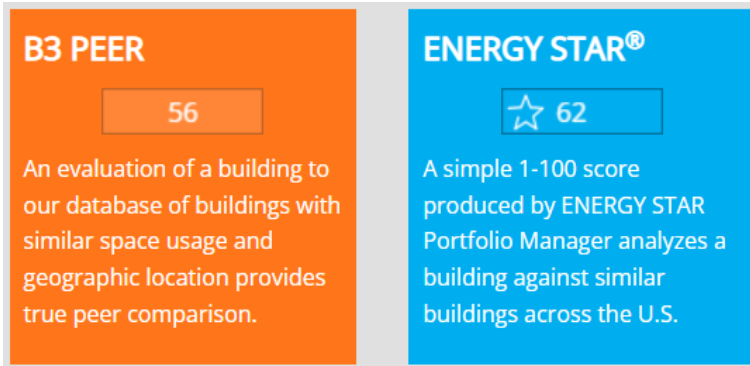 B3 PEER
56
An evaluation of a building to
our database of buildings with
similar space usage and
geographic location provides
true peer comparison.
ENERGY STAR®
62
A simple 1-100 score
produced by ENERGY STAR
Portfolio Manager analyzes a
building against similar
buildings across the U.S.